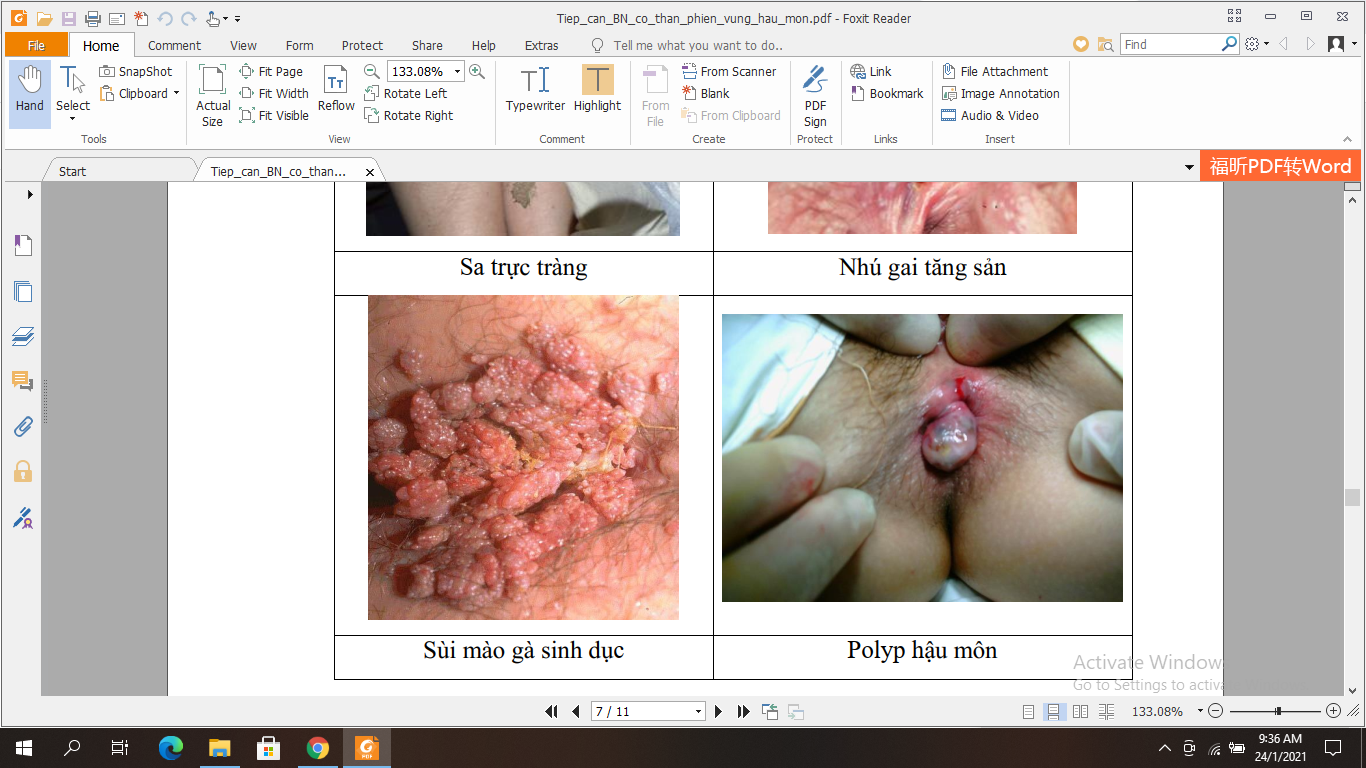 Tiep_can_BN_co_than_phien_vung_hau_mon.pdf - Foxit Reader
File Home Comment View Form Protect Share Help Extras Tell me what you want to do.. Find
Hand
Select
SnapShot
Clipboard
Actual Size
Fit Page
Fit Width
Fit Visible
Reflow
133.08%
Rotate Left
Rotate Right
Typewriter
Highlight
From File
From Scanner
Blank
From Clipboard
PDF Sign
Link
Bookmark
File Attachment
Image Annotation
Audio & Video
Tools View Comment Create Protect Links Insert
Start Tiep_can_BN_co_than... 福昕PDF转Word
Sa trực tràng Nhú gai tăng sản
Sùi mào gà sinh dục Polyp hậu môn
Activate Window
Go to Settings to activa
7 / 11 133.08%
9:36 AM
24/1/2021